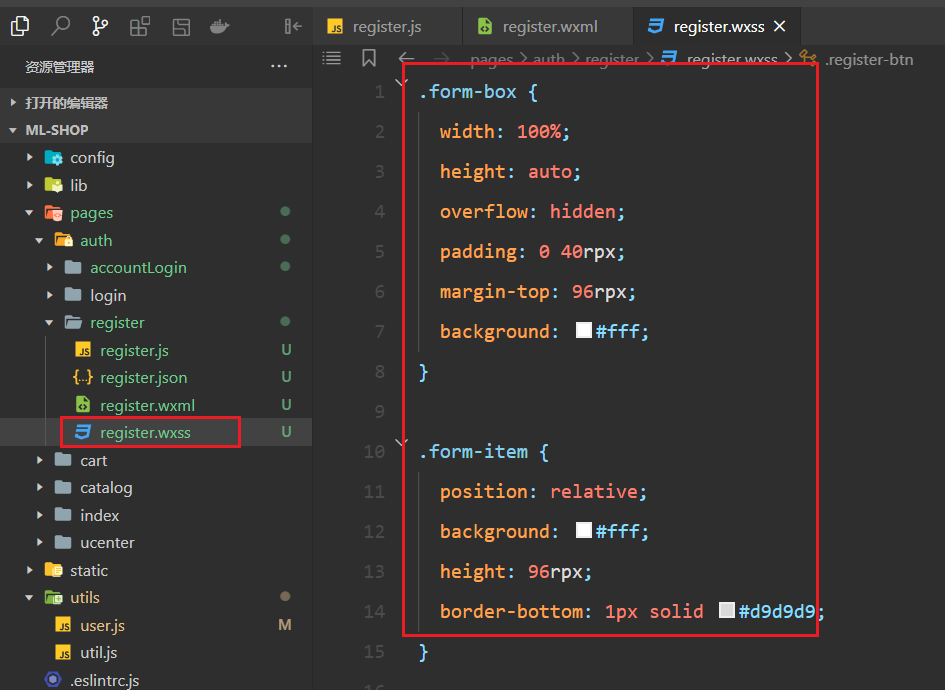 register.js
register.wxml
register.wxss
资源管理器
pages > auth > register > register.wxss > .register-btn
打开的编辑器
ML-SHOP
config
lib
pages
auth
accountLogin
login
register
register.js U
register.json U
register.wxml U
register.wxss U
cart
catalog
index
ucenter
static
utils
user.js M
util.js
.eslintrc.js
1 .form-box {
2 width: 100%;
3 height: auto;
4 overflow: hidden;
5 padding: 0 40rpx;
6 margin-top: 96rpx;
7 background: #fff;
8 }
9
10 .form-item {
11 position: relative;
12 background: #fff;
13 height: 96rpx;
14 border-bottom: 1px solid #d9d9d9;
15 }
16